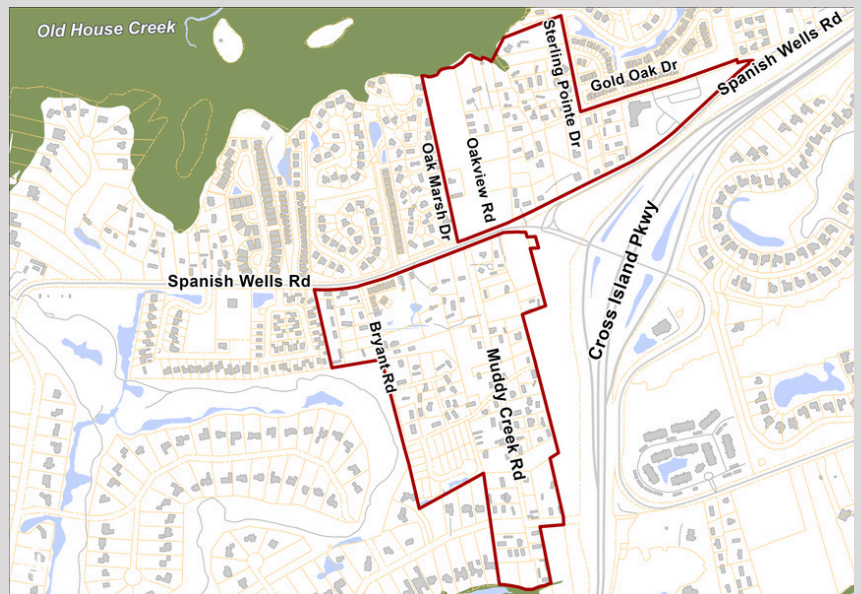 Old House Creek
Sterling Pointe Dr
Gold Oak Dr
Spanish Wells Rd
Oak Marsh Dr
Oakview Rd
Cross Island Pkwy
Spanish Wells Rd
Bryant Rd
Muddy Creek Rd